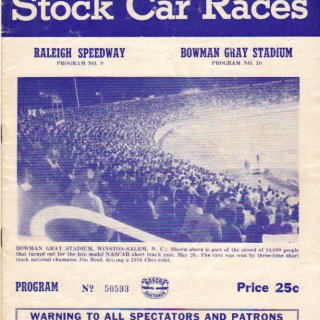 Stock Car Races
RALEIGH SPEEDWAY
BOWMAN GRAY STADIUM
PROGRAM NO. 9
PROGRAM NO. 10
BOWMAN GRAY STADIUM, WINSTON-SALEM, N. C.: Shown above is part of the crowd of 10,000 people
that turned out for the late model NASCAR short track race, May 26. The race was won by three-time short
track national champion Jim Reed, driving a 1956 Chevrolet.
PROGRAM
Nº 50593
Price 25c
WARNING TO ALL SPECTATORS AND PATRONS